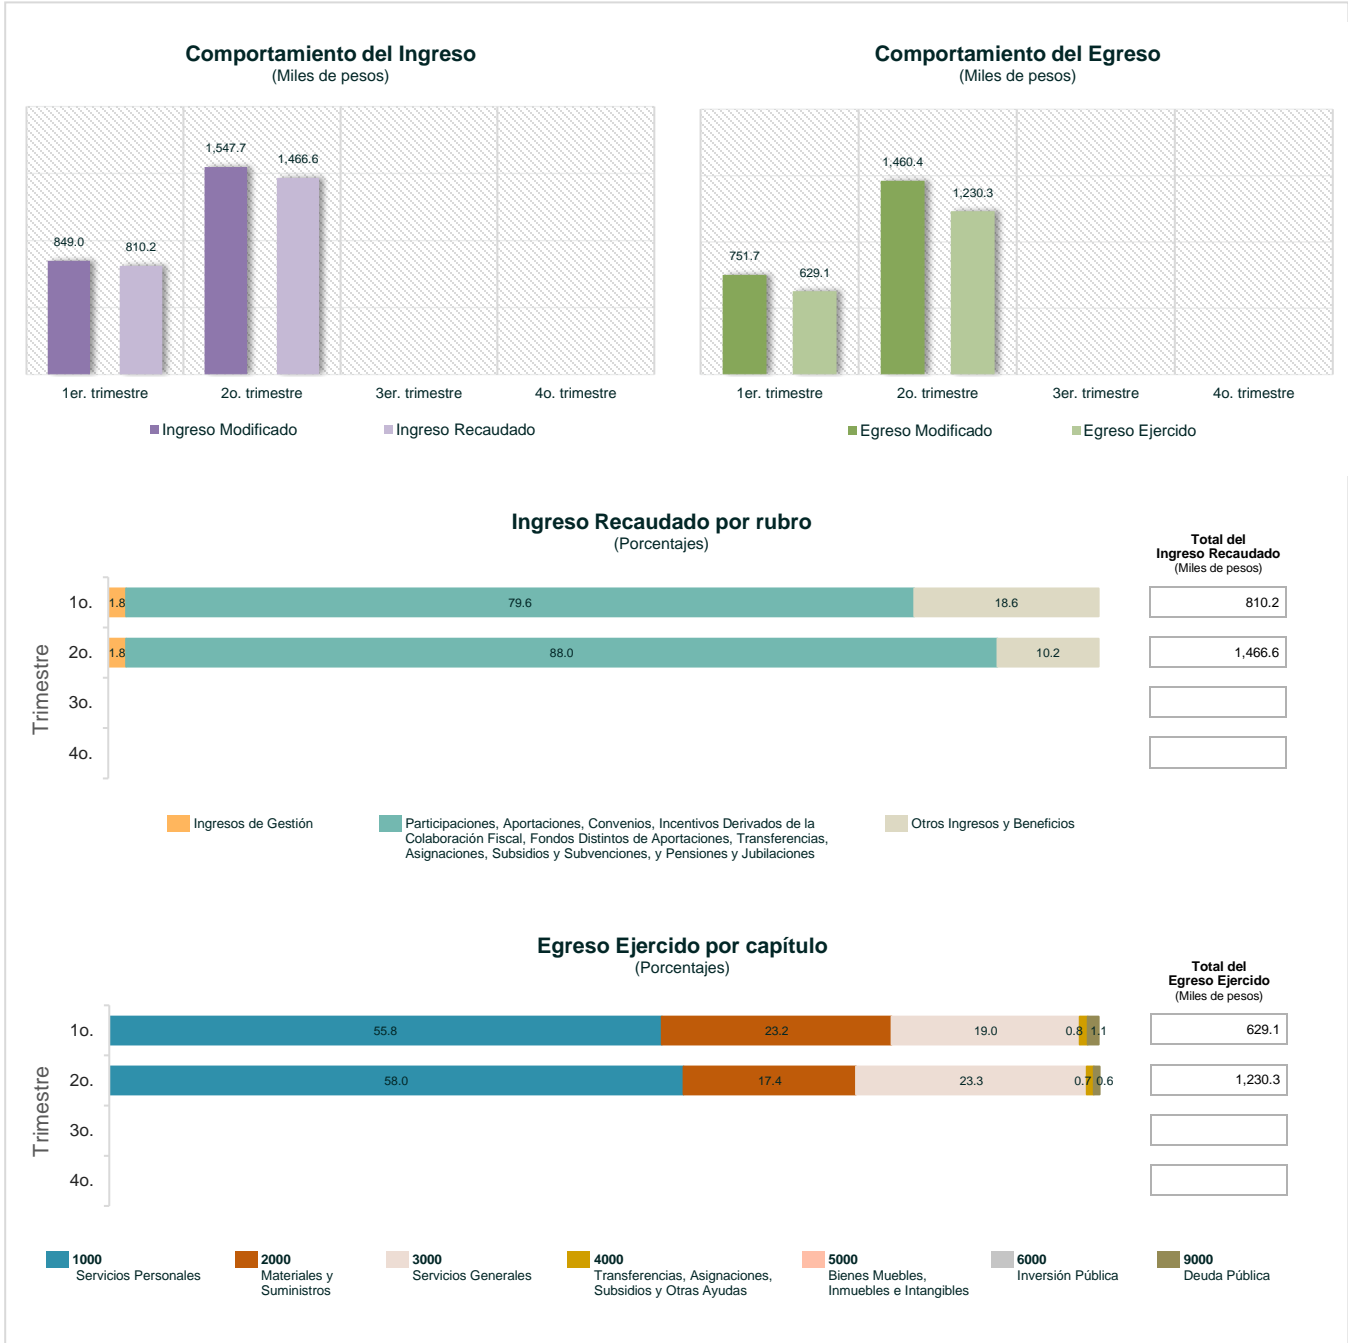 Comportamiento del Ingreso
(Miles de pesos)
1,547.7
1,466.6
849.0
810.2
1er. trimestre
2o. trimestre
3er. trimestre
4o. trimestre
Ingreso Modificado
Ingreso Recaudado
Comportamiento del Egreso
(Miles de pesos)
1,460.4
1,230.3
751.7
629.1
1er. trimestre
2o. trimestre
3er. trimestre
4o. trimestre
Egreso Modificado
Egreso Ejercido
Ingreso Recaudado por rubro
(Porcentajes)
Total del
Ingreso Recaudado
(Miles de pesos)
Trimestre
1o.
1.8
79.6
18.6
810.2
2o.
1.8
88.0
10.2
1,466.6
3o.
4o.
Ingresos de Gestión
Participaciones, Aportaciones, Convenios, Incentivos Derivados de la
Colaboración Fiscal, Fondos Distintos de Aportaciones, Transferencias,
Asignaciones, Subsidios y Subvenciones, y Pensiones y Jubilaciones
Otros Ingresos y Beneficios
Egreso Ejercido por capítulo
(Porcentajes)
Total del
Egreso Ejercido
(Miles de pesos)
Trimestre
1o.
55.8
23.2
19.0
0.8
1.1
629.1
2o.
58.0
17.4
23.3
0.7
0.6
1,230.3
3o.
4o.
1000
Servicios Personales
2000
Materiales y
Suministros
3000
Servicios Generales
4000
Transferencias, Asignaciones,
Subsidios y Otras Ayudas
5000
Bienes Muebles,
Inmuebles e Intangibles
6000
Inversión Pública
9000
Deuda Pública